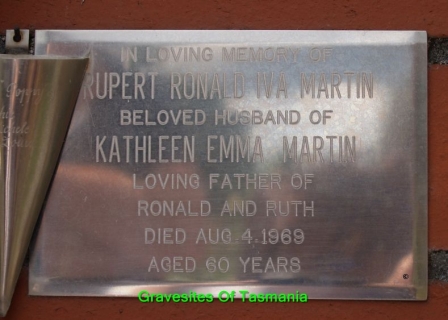 IN LOVING MEMORY OF
RUPERT RONALD IVA MARTIN
BELOVED HUSBAND OF
KATHLEEN EMMA MARTIN
LOVING FATHER OF
RONALD AND RUTH
DIED AUG. 4. 1969
AGED 60 YEARS
Gravesites Of Tasmania